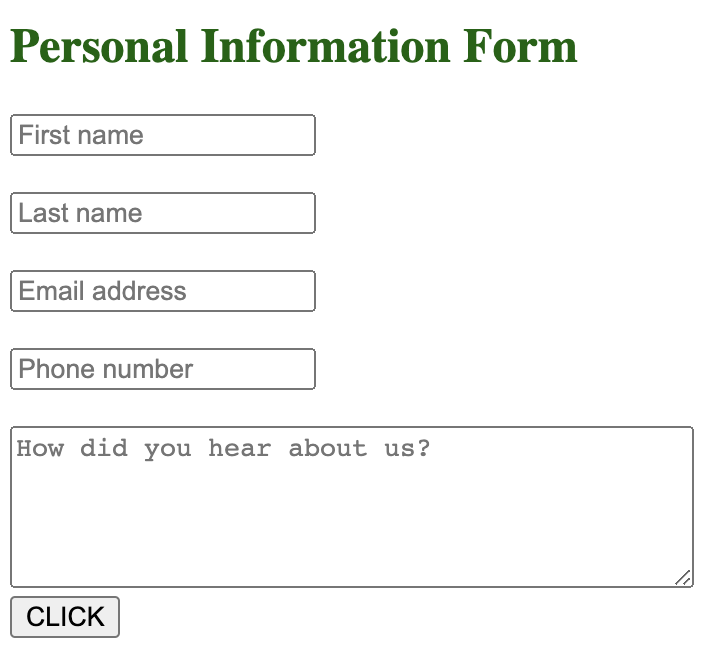 Personal Information Form
First name
Last name
Email address
Phone number
How did you hear about us?
CLICK